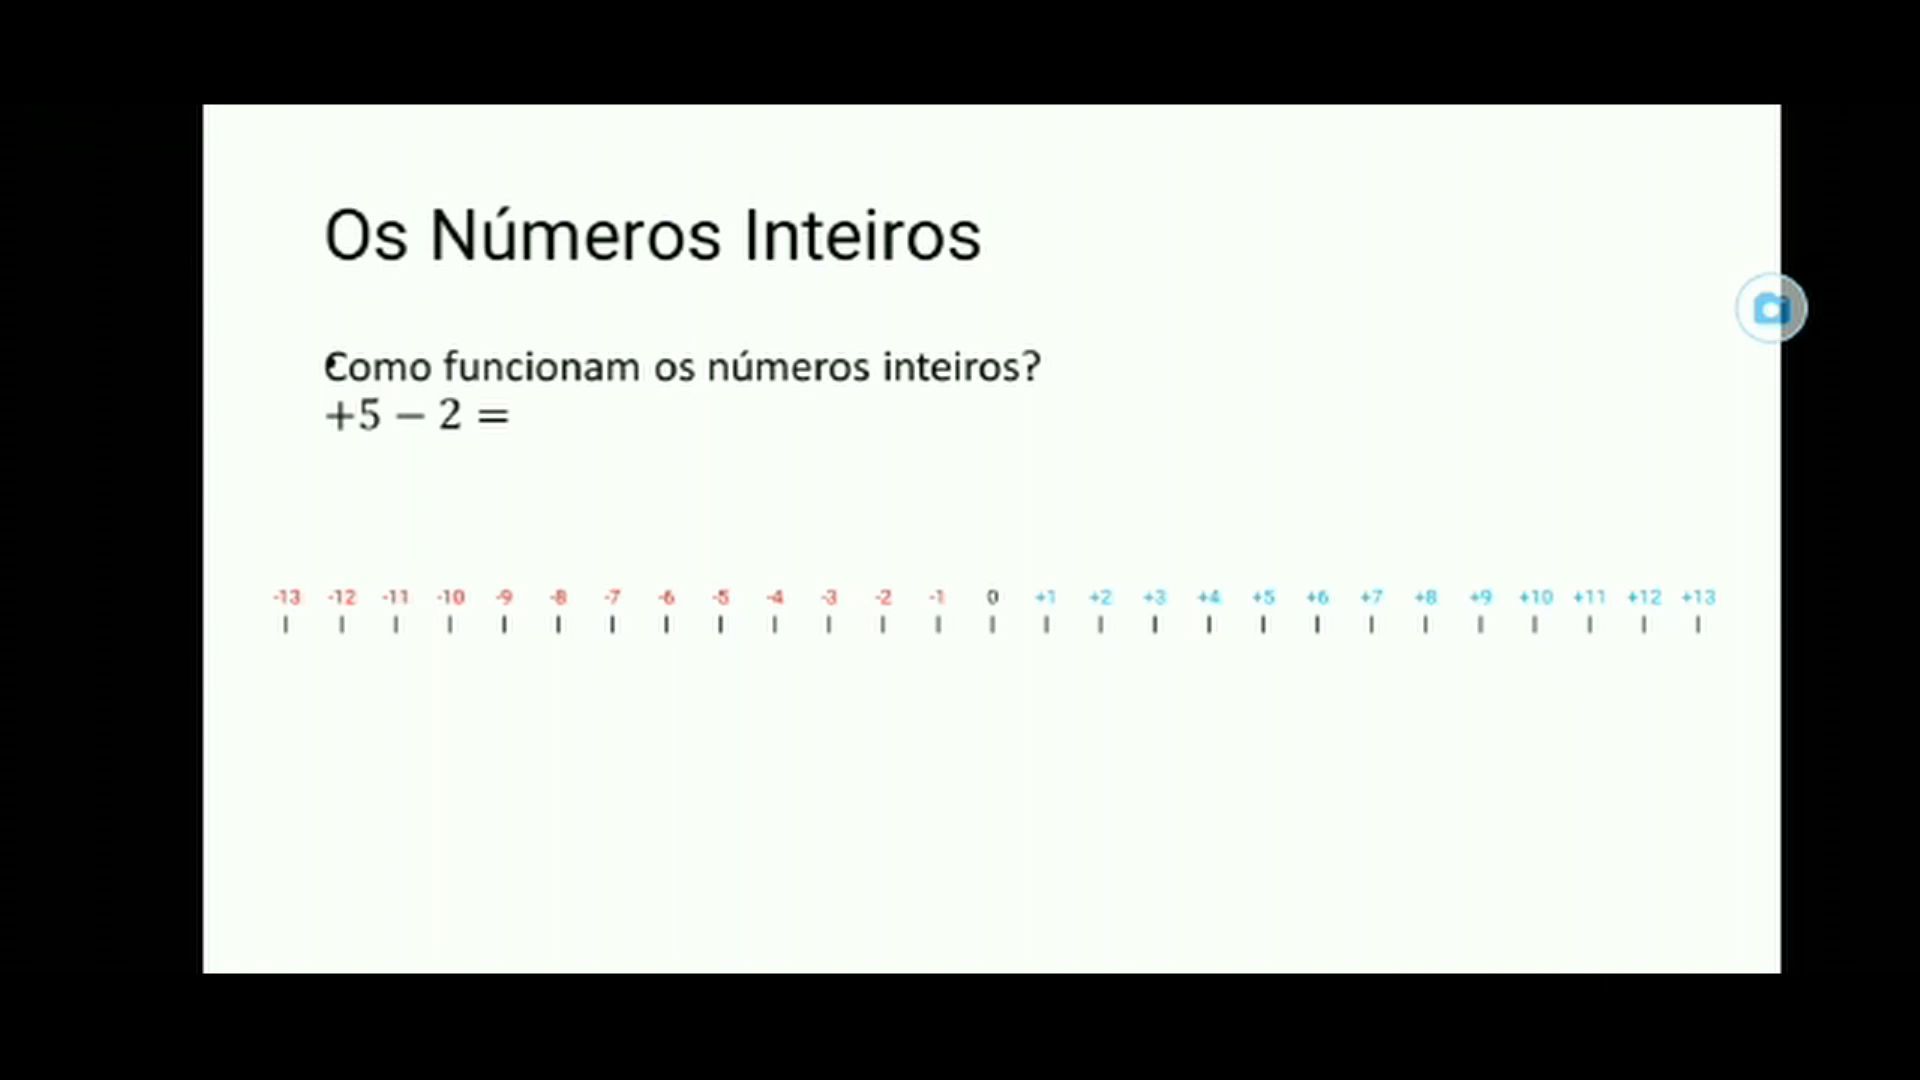 Os Números Inteiros
•Como funcionam os números inteiros?
+5 − 2 =
-13 -12 -11 -10 -9 -8 -7 -6 -5 -4 -3 -2 -1 0 +1 +2 +3 +4 +5 +6 +7 +8 +9 +10 +11 +12 +13